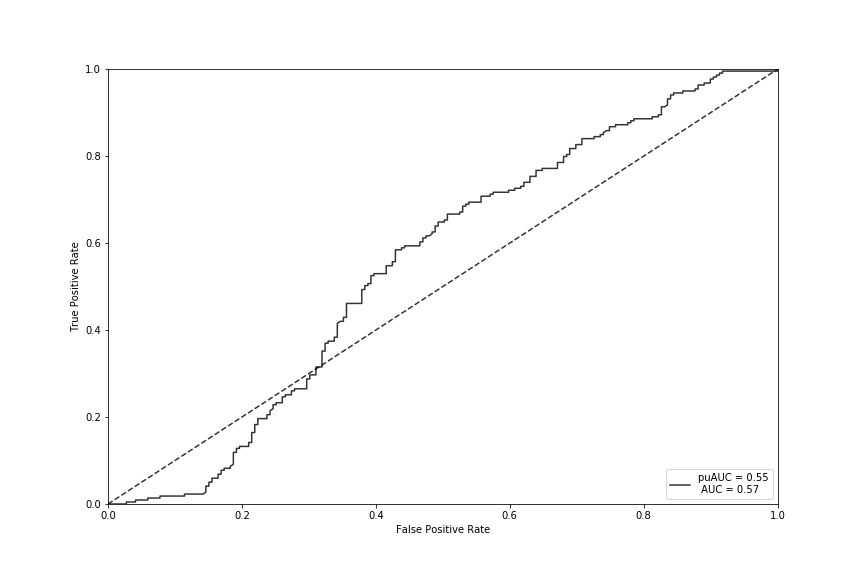 1.0
0.8
0.6
0.4
0.2
0.0
True Positive Rate
0.0 0.2 0.4 0.6 0.8 1.0
False Positive Rate
puAUC = 0.55
AUC = 0.57